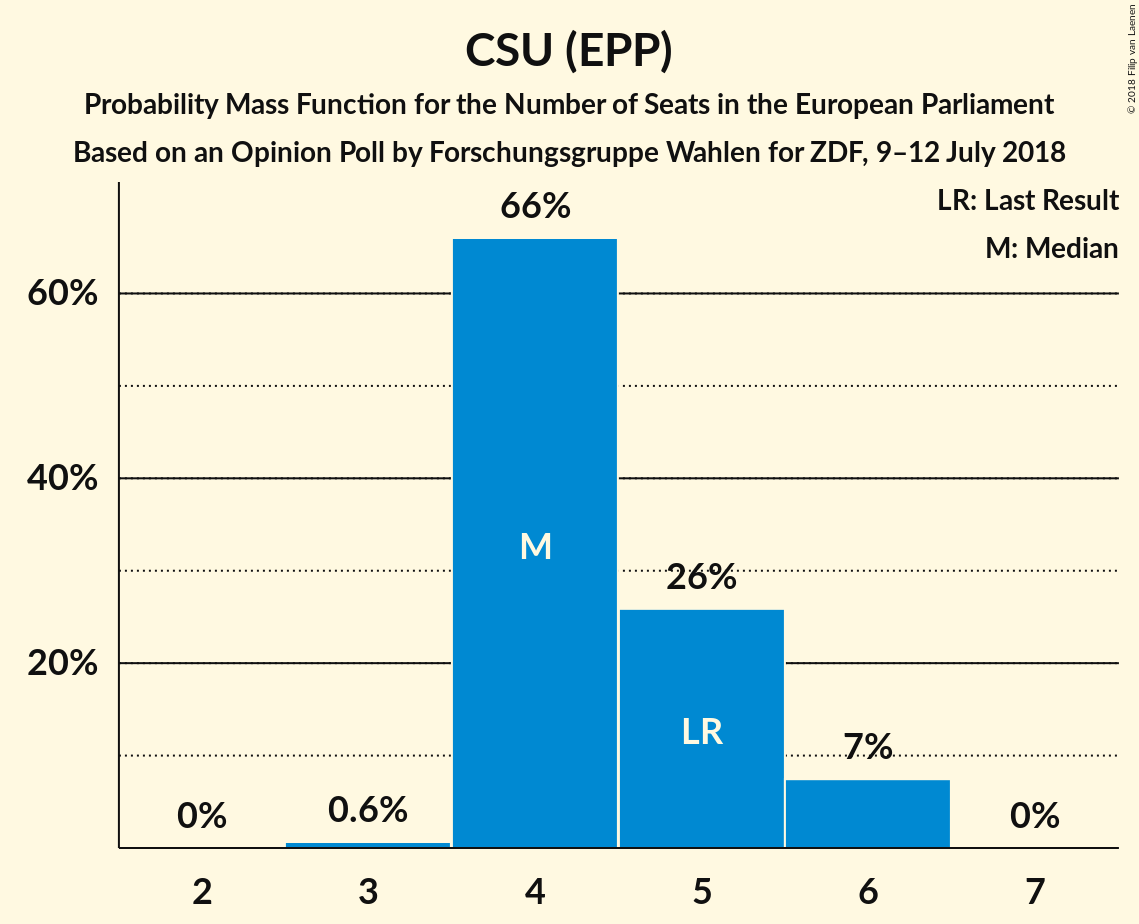 CSU (EPP)
Probability Mass Function for the Number of Seats in the European Parliament
Based on an Opinion Poll by Forschungsgruppe Wahlen for ZDF, 9–12 July 2018
© 2018 Filip van Laenen
LR: Last Result
M: Median
66%
60%
40%
M
26%
20%
LR
7%
0.6%
0%
0%
2 3 4 5 6 7